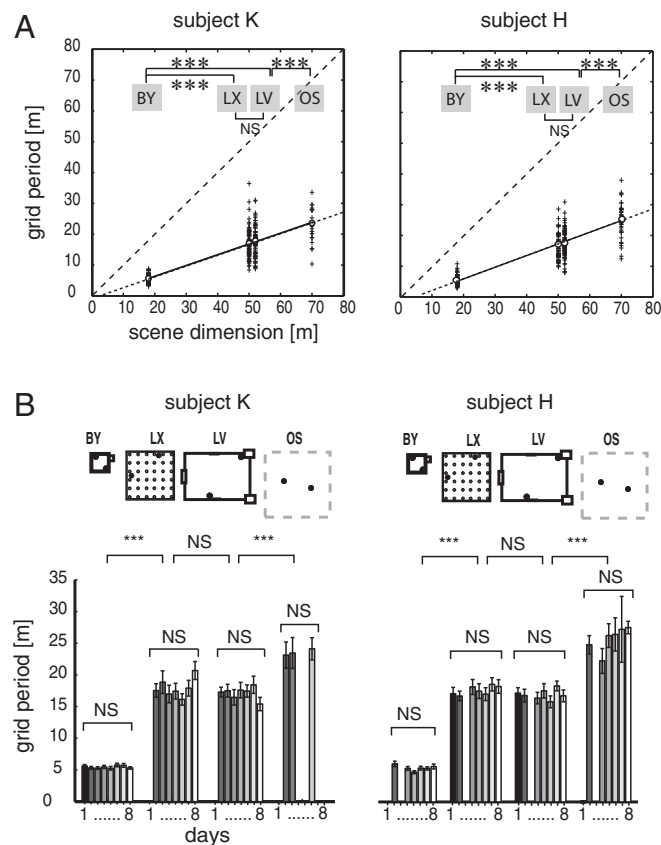 A
subject K
subject H
grid period [m]
80
70
60
50
40
30
20
10
0
***
***
***
***
***
***
BY
LX
LV
OS
BY
LX
LV
OS
NS
NS
0 10 20 30 40 50 60 70 80
0 10 20 30 40 50 60 70 80
scene dimension [m]
B
subject K
subject H
BY LX LV OS
BY LX LV OS
*** NS ***
*** NS ***
grid period [m]
35
30
25
20
15
10
5
0
NS
NS
NS
NS
NS
NS
NS
NS
1 ...... 8 1 ...... 8 1 ...... 8 1 ...... 8
1 ...... 8 1 ...... 8 1 ...... 8 1 ...... 8
days